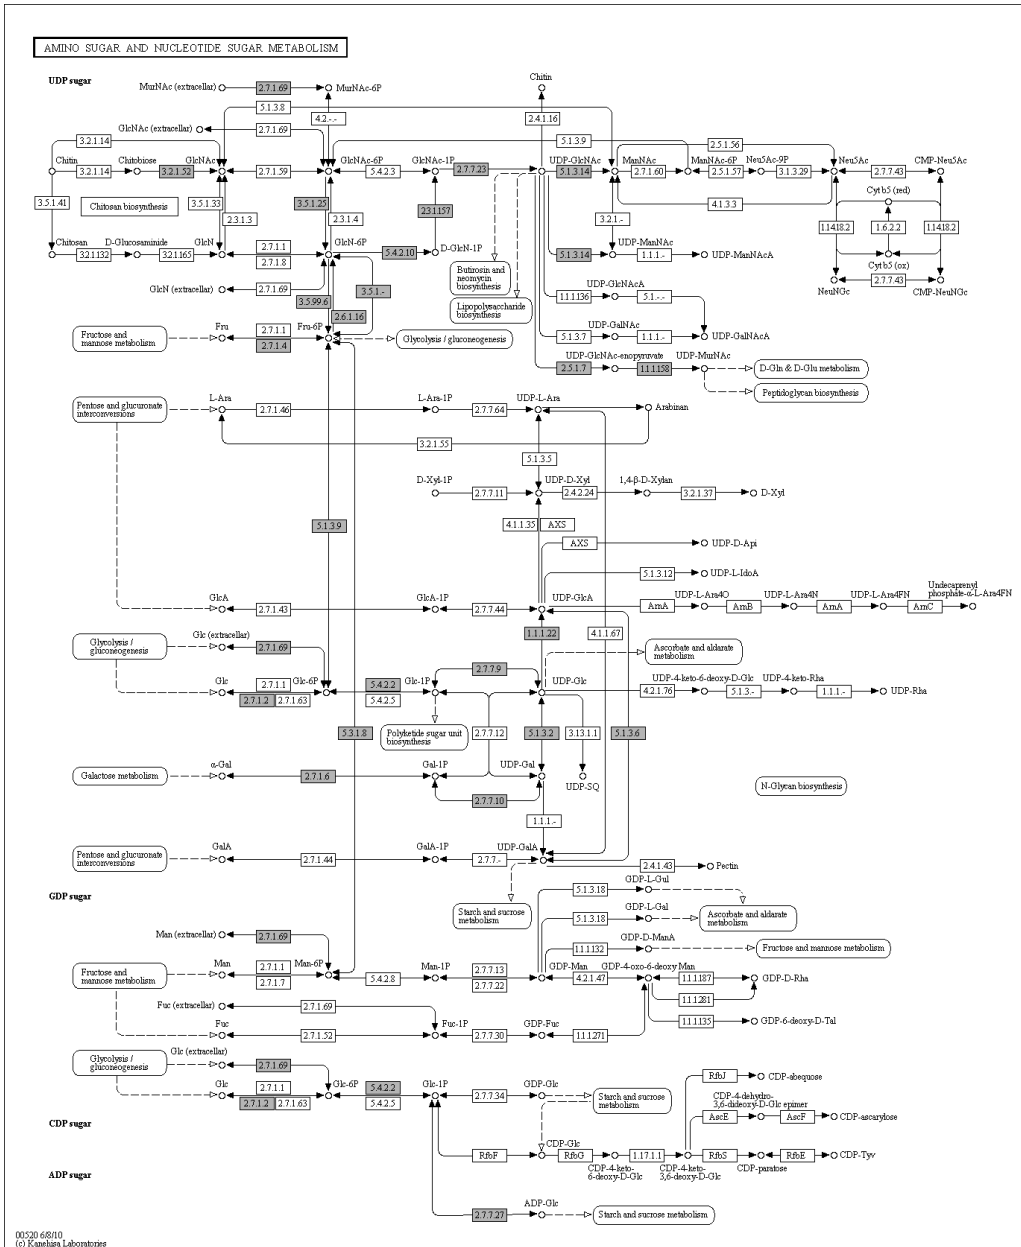 AMINO SUGAR AND NUCLEOTIDE SUGAR METABOLISM
UDP sugar
Chitin
MurNAc (extracellar) 2.7.1.69 MurNAc-6P
5.1.3.8 4.2.-.- 2.4.1.16
GlcNAc (extracellar) 2.7.1.69
3.2.1.14 5.1.3.9 2.5.1.56
Chitin Chitobiose GlcNAc GlcNAc-6P GlcNAc-1P UDP-GlcNAc ManNAc ManNAc-6P Neu5Ac-9P Neu5Ac CMP-Neu5Ac
3.2.1.14 3.2.1.52 2.7.1.59 5.4.2.3 2.7.7.23 5.1.3.14 2.7.1.60 2.5.1.57 3.1.3.29 2.7.7.43
Cyt b5 (red)
3.5.1.41 Chitosan biosynthesis 3.5.1.33 3.5.1.25 2.3.1.157 4.1.3.3
2.3.1.3 2.3.1.4 3.2.1.- 1.14.18.2 1.6.2.2 1.14.18.2
Chitosan D-Glucosaminide GlcN GlcN-6P D-GlcN-1P UDP-ManNAc
3.2.1.132 3.2.1.165 2.7.1.1 5.4.2.10 5.1.3.14 1.1.1.- UDP-ManNAcA
2.7.1.8
Cyt b5 (ox)
Butirosin and
neomycin
biosynthesis
NeuNGc 2.7.7.43 CMP-NeuNGc
GlcN (extracellar) 2.7.1.69 3.5.1.-
UDP-GlcNAcA
1.1.1.136 5.1.-.-
3.5.99.6 2.6.1.16
Lipopolysaccharide
biosynthesis
Fructose and
mannose metabolism
Fru 2.7.1.1 Fru-6P
2.7.1.4
Glycolysis / gluconeogenesis
UDP-GalNAc
5.1.3.7 1.1.1.- UDP-GalNAcA
UDP-GlcNAc-enopyruvate UDP-MurNAc
2.5.1.7 1.1.1.158 D-Gln & D-Glu metabolism
Peptidoglycan biosynthesis
Pentose and glucuronate
interconversions
L-Ara 2.7.1.46 L-Ara-1P 2.7.7.64 UDP-L-Ara Arabinan
3.2.1.55
5.1.3.5
D-Xyl-1P 2.7.7.11 UDP-D-Xyl 2.4.2.24 1,4-β-D-Xylan 3.2.1.37 D-Xyl
5.1.3.9 4.1.1.35 AXS
AXS UDP-D-Api
5.1.3.12 UDP-L-IdoA
GlcA 2.7.1.43 GlcA-1P 2.7.7.44 UDP-GlcA ArnA UDP-L-Ara4O ArnB UDP-L-Ara4N ArnA UDP-L-Ara4FN ArnC Undecaprenyl
phosphate-α-L-Ara4FN
1.1.1.22 4.1.1.67
Glycolysis /
gluconeogenesis
Glc (extracellar) 2.7.1.69
Ascorbate and aldarate
metabolism
2.7.7.9
Glc 2.7.1.1 Glc-6P 5.4.2.2 Glc-1P UDP-Glc UDP-4-keto-6-deoxy-D-Glc UDP-4-keto-Rha
2.7.1.2 2.7.1.63 5.4.2.5 4.2.1.76 5.1.3.- 1.1.1.- UDP-Rha
5.3.1.8 Polyketide sugar unit
biosynthesis
2.7.7.12 5.1.3.2 3.13.1.1 5.1.3.6
Galactose metabolism α-Gal 2.7.1.6 Gal-1P UDP-Gal UDP-SQ
N-Glycan biosynthesis
2.7.7.10
1.1.1.-
Pentose and glucuronate
interconversions
GalA 2.7.1.44 GalA-1P 2.7.7.- UDP-GalA
2.4.1.43 Pectin
GDP sugar
Starch and sucrose
metabolism
5.1.3.18 GDP-L-Gul
5.1.3.18 GDP-L-Gal
Ascorbate and aldarate
metabolism
Man (extracellar) 2.7.1.69
1.1.1.132 GDP-D-ManA Fructose and mannose metabolism
Fructose and
mannose metabolism
Man 2.7.1.1 Man-6P 5.4.2.8 Man-1P 2.7.7.13 GDP-Man 4.2.1.47 GDP-4-oxo-6-deoxy Man 1.1.1.187 GDP-D-Rha
2.7.1.7 2.7.7.22
1.1.1.281
Fuc (extracellar) 2.7.1.69
1.1.1.135 GDP-6-deoxy-D-Tal
Fuc 2.7.1.52 Fuc-1P 2.7.7.30 GDP-Fuc 1.1.1.271
Glycolysis /
gluconeogenesis
Glc (extracellar) 2.7.1.69
Glc 2.7.1.1 Glc-6P 5.4.2.2 Glc-1P 2.7.7.34 GDP-Glc
2.7.1.2 2.7.1.63 5.4.2.5
Starch and sucrose
metabolism
RfbJ CDP-abequose
CDP-4-dehydro-
3,6-dideoxy-D-Glc epimer
AscE AscF CDP-ascarylose
CDP sugar
RfbF CDP-Glc RfbG 1.17.1.1 RfbS RfbE CDP-Tyv
CDP-4-keto-
6-deoxy-D-Glc
CDP-4-keto-
3,6-deoxy-D-Glc
CDP-paratose
ADP sugar
2.7.7.27 ADP-Glc Starch and sucrose metabolism
00520 6/8/10
(c) Kanehisa Laboratories